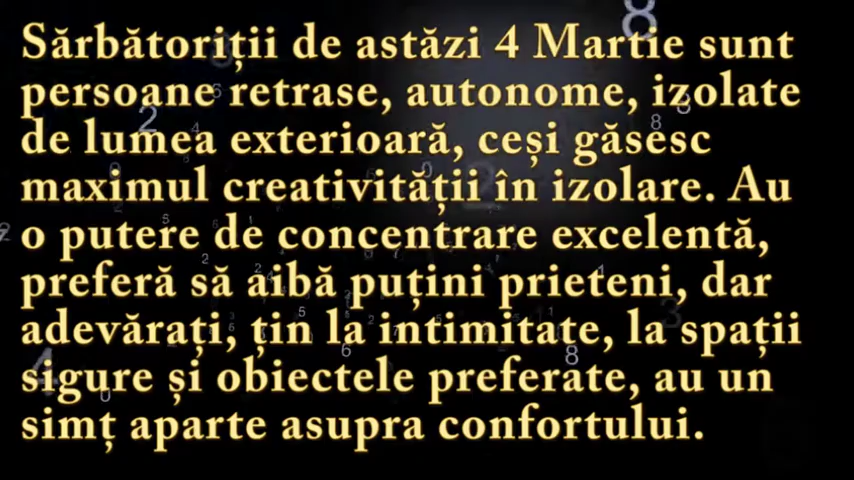 Sărbătoriții de astăzi 4 Martie sunt
persoane retrase, autonome, izolate
de lumea exterioară, ceși găsesc
maximul creativității în izolare. Au
o putere de concentrare excelentă,
preferă să aibă puțini prieteni, dar
adevărați, țin la intimitate, la spații
sigure și obiectele preferate, au un
simț aparte asupra confortului.